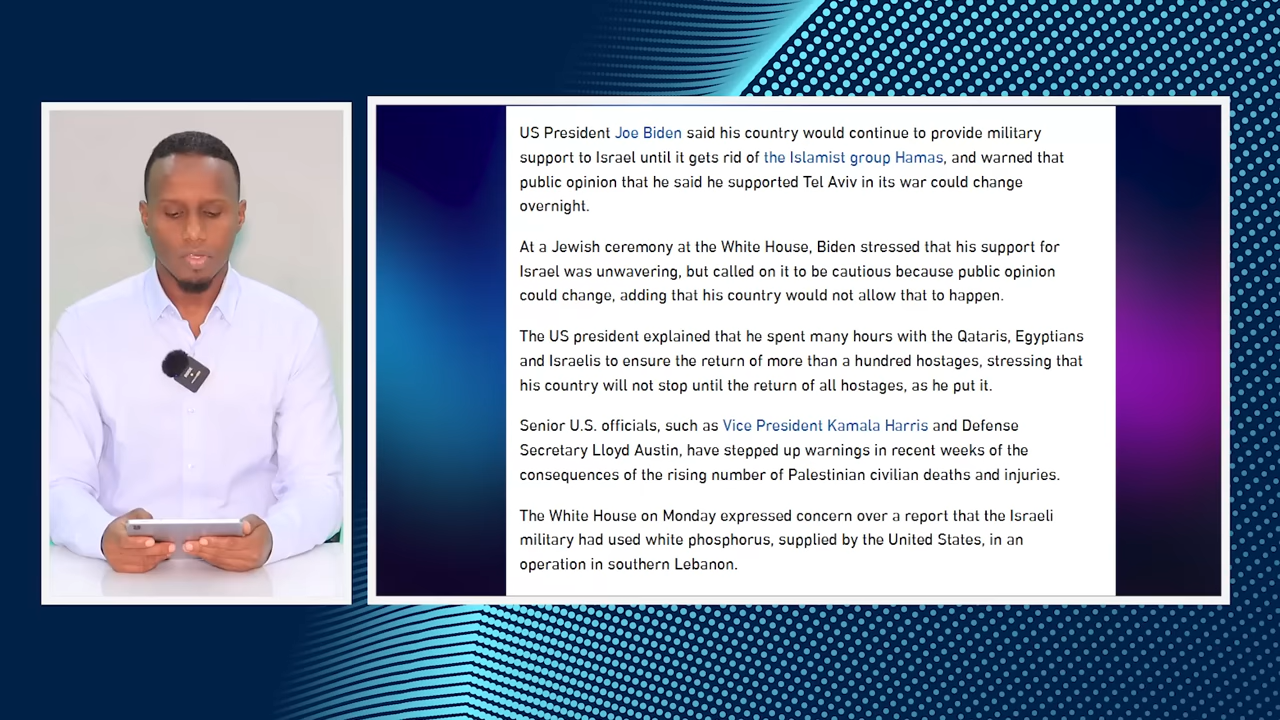 US President Joe Biden said his country would continue to provide military
support to Israel until it gets rid of the Islamist group Hamas, and warned that
public opinion that he said he supported Tel Aviv in its war could change
overnight.
At a Jewish ceremony at the White House, Biden stressed that his support for
Israel was unwavering, but called on it to be cautious because public opinion
could change, adding that his country would not allow that to happen.
The US president explained that he spent many hours with the Qataris, Egyptians
and Israelis to ensure the return of more than a hundred hostages, stressing that
his country will not stop until the return of all hostages, as he put it.
Senior U.S. officials, such as Vice President Kamala Harris and Defense
Secretary Lloyd Austin, have stepped up warnings in recent weeks of the
consequences of the rising number of Palestinian civilian deaths and injuries.
The White House on Monday expressed concern over a report that the Israeli
military had used white phosphorus, supplied by the United States, in an
operation in southern Lebanon.